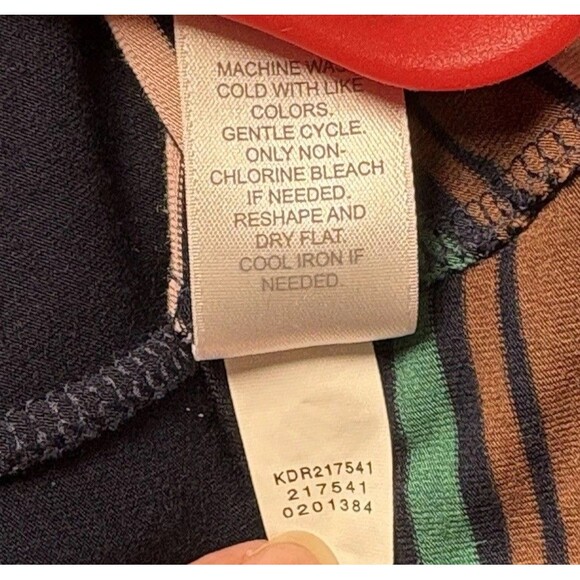 MACHINE WAS
COLD WITH LIKE
COLORS.
GENTLE CYCLE.
ONLY NON-
CHLORINE BLEACH
IF NEEDED.
RESHAPE AND
DRY FLAT.
COOL IRON IF
NEEDED.
KDR217541
217541
0201384